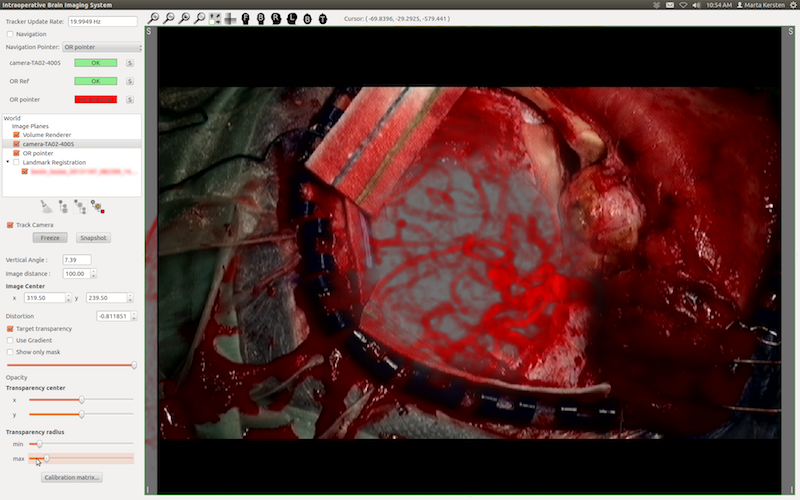 Intraoperative Brain Imaging System
10:54 AM
Marta Kersten
Tracker Update Rate: 19.9949 Hz
F B R L B T
Cursor: ( -69.8396, -29.2925, -579.441 )
Navigation
Navigation Pointer: OR pointer
camera-TA02-400S OK S
OR Ref OK S
OR pointer S
World
Image Planes
Volume Renderer
camera-TA02-400S
OR pointer
Landmark Registration
Track Camera
Freeze Snapshot
Vertical Angle : 7.39
Image distance : 100.00
Image Center
x 319.50 y 239.50
Distortion -0.811851
Target transparency
Use Gradient
Show only mask
Opacity
Transparency center
x
y
Transparency radius
min
max
Calibration matrix...
S S
I I